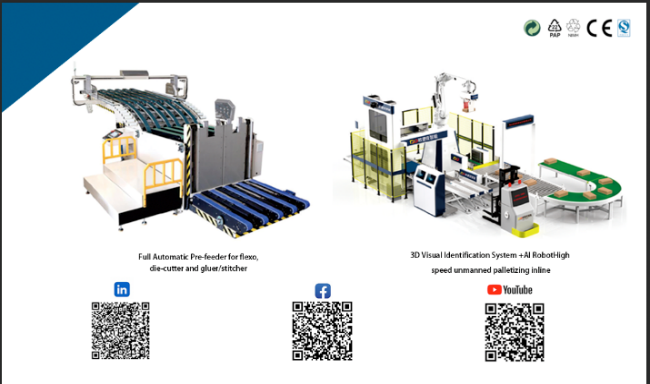 PAP
CE
Full Automatic Pre-feeder for flexo,
die-cutter and gluer/stitcher
3D Visual Identification System +AI RobotHigh
speed unmanned palletizing inline
in
f
YouTube